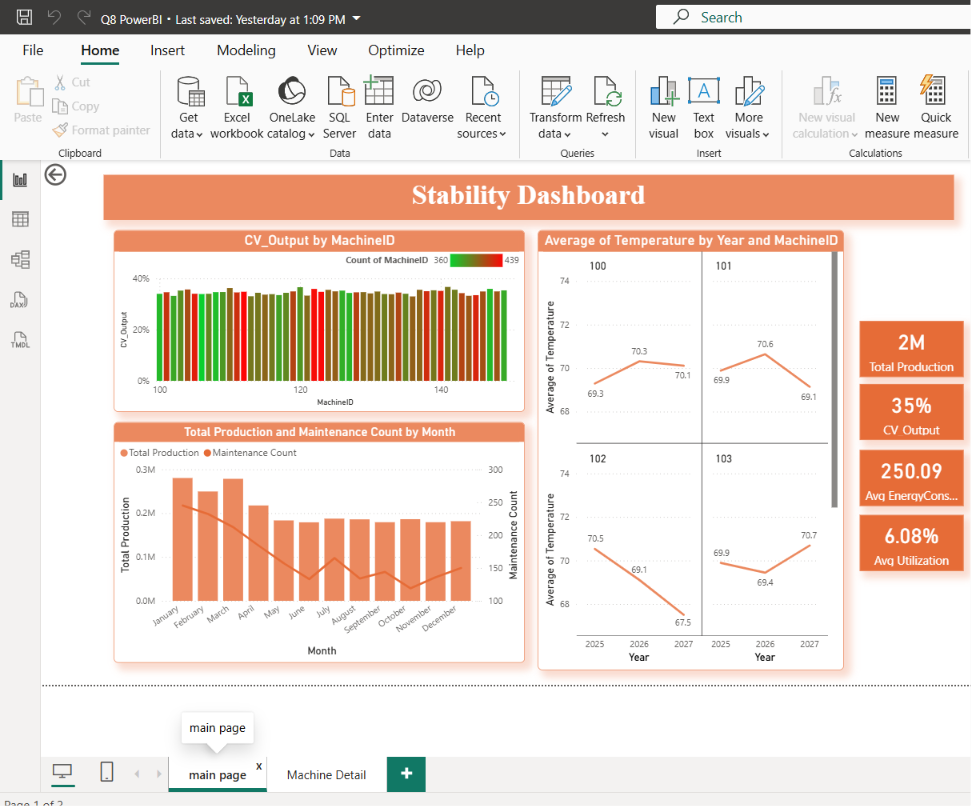 Q8 PowerBI • Last saved: Yesterday at 1:09 PM
Search
File Home Insert Modeling View Optimize Help
Paste
Cut
Copy
Format painter
Clipboard
Get data
Excel workbook
OneLake catalog
SQL Server
Enter data
Dataverse
Recent sources
Data
Transform data
Refresh
Queries
New visual
Text box
More visuals
Insert
New visual calculation
New measure
Quick measure
Calculations
DAX
TMDL
Stability Dashboard
CV_Output by MachineID
Count of MachineID 360 439
CV_Output
40%
20%
0%
100 120 140
MachineID
Total Production and Maintenance Count by Month
Total Production Maintenance Count
Total Production
0.3M
0.2M
0.1M
0.0M
300
250
200
150
100
Maintenance Count
January February March April May June July August September October November December
Month
Average of Temperature by Year and MachineID
100
Average of Temperature
74
72
70
68
69.3 70.3 70.1
101
69.9 70.6 69.1
102
Average of Temperature
74
72
70
68
70.5 69.1 67.5
103
69.9 69.4 70.7
2025 2026 2027 2025 2026 2027
Year Year
2M
Total Production
35%
CV_Output
250.09
Avg EnergyCons...
6.08%
Avg Utilization
main page
main page x
Machine Detail
+
Page 1 of 2